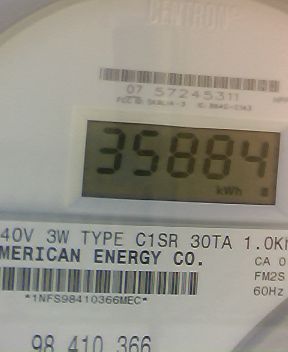 CENTRON
07 57245311
35884
kWh
40V 3W TYPE C1SR 30TA 1.0Kh
MERICAN ENERGY CO. CA 0
FM2S
*1NFS98410366MEC* 60Hz
98 410 366